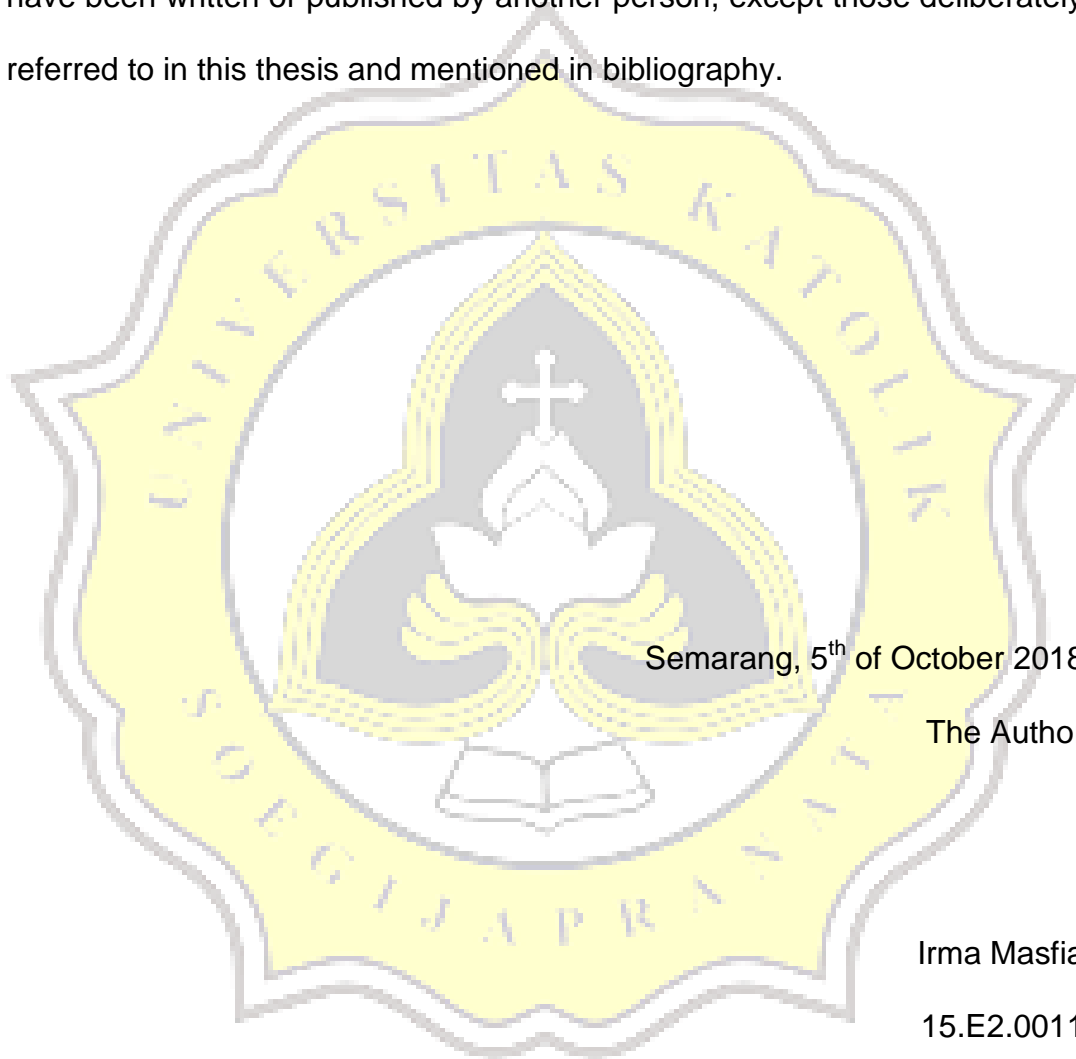 have been written or published by another person, except those deliberately
referred to in this thesis and mentioned in bibliography.
UNIVERSITAS KATOLIK
Semarang, 5th of October 2018
The Autho
SOEGIJAPRANATA
Irma Masfia
15.E2.0011